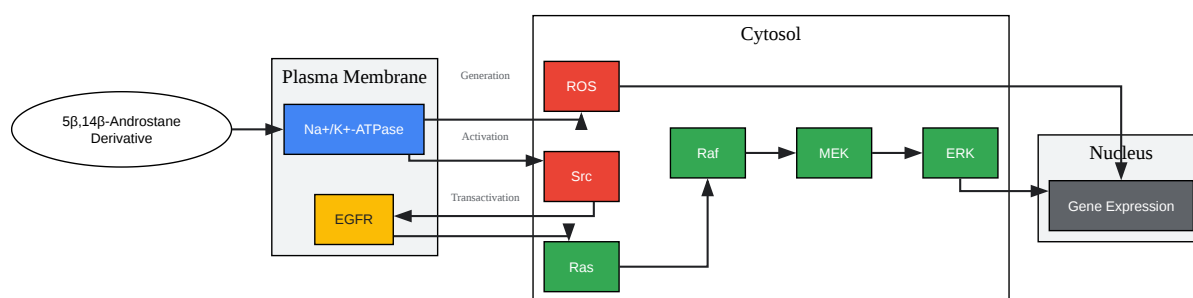 Cytosol
Plasma Membrane
Generation
ROS
5β,14β-Androstane
Derivative
Na+/K+-ATPase
Activation
Raf
MEK
ERK
Nucleus
Src
Transactivation
Gene Expression
EGFR
Ras